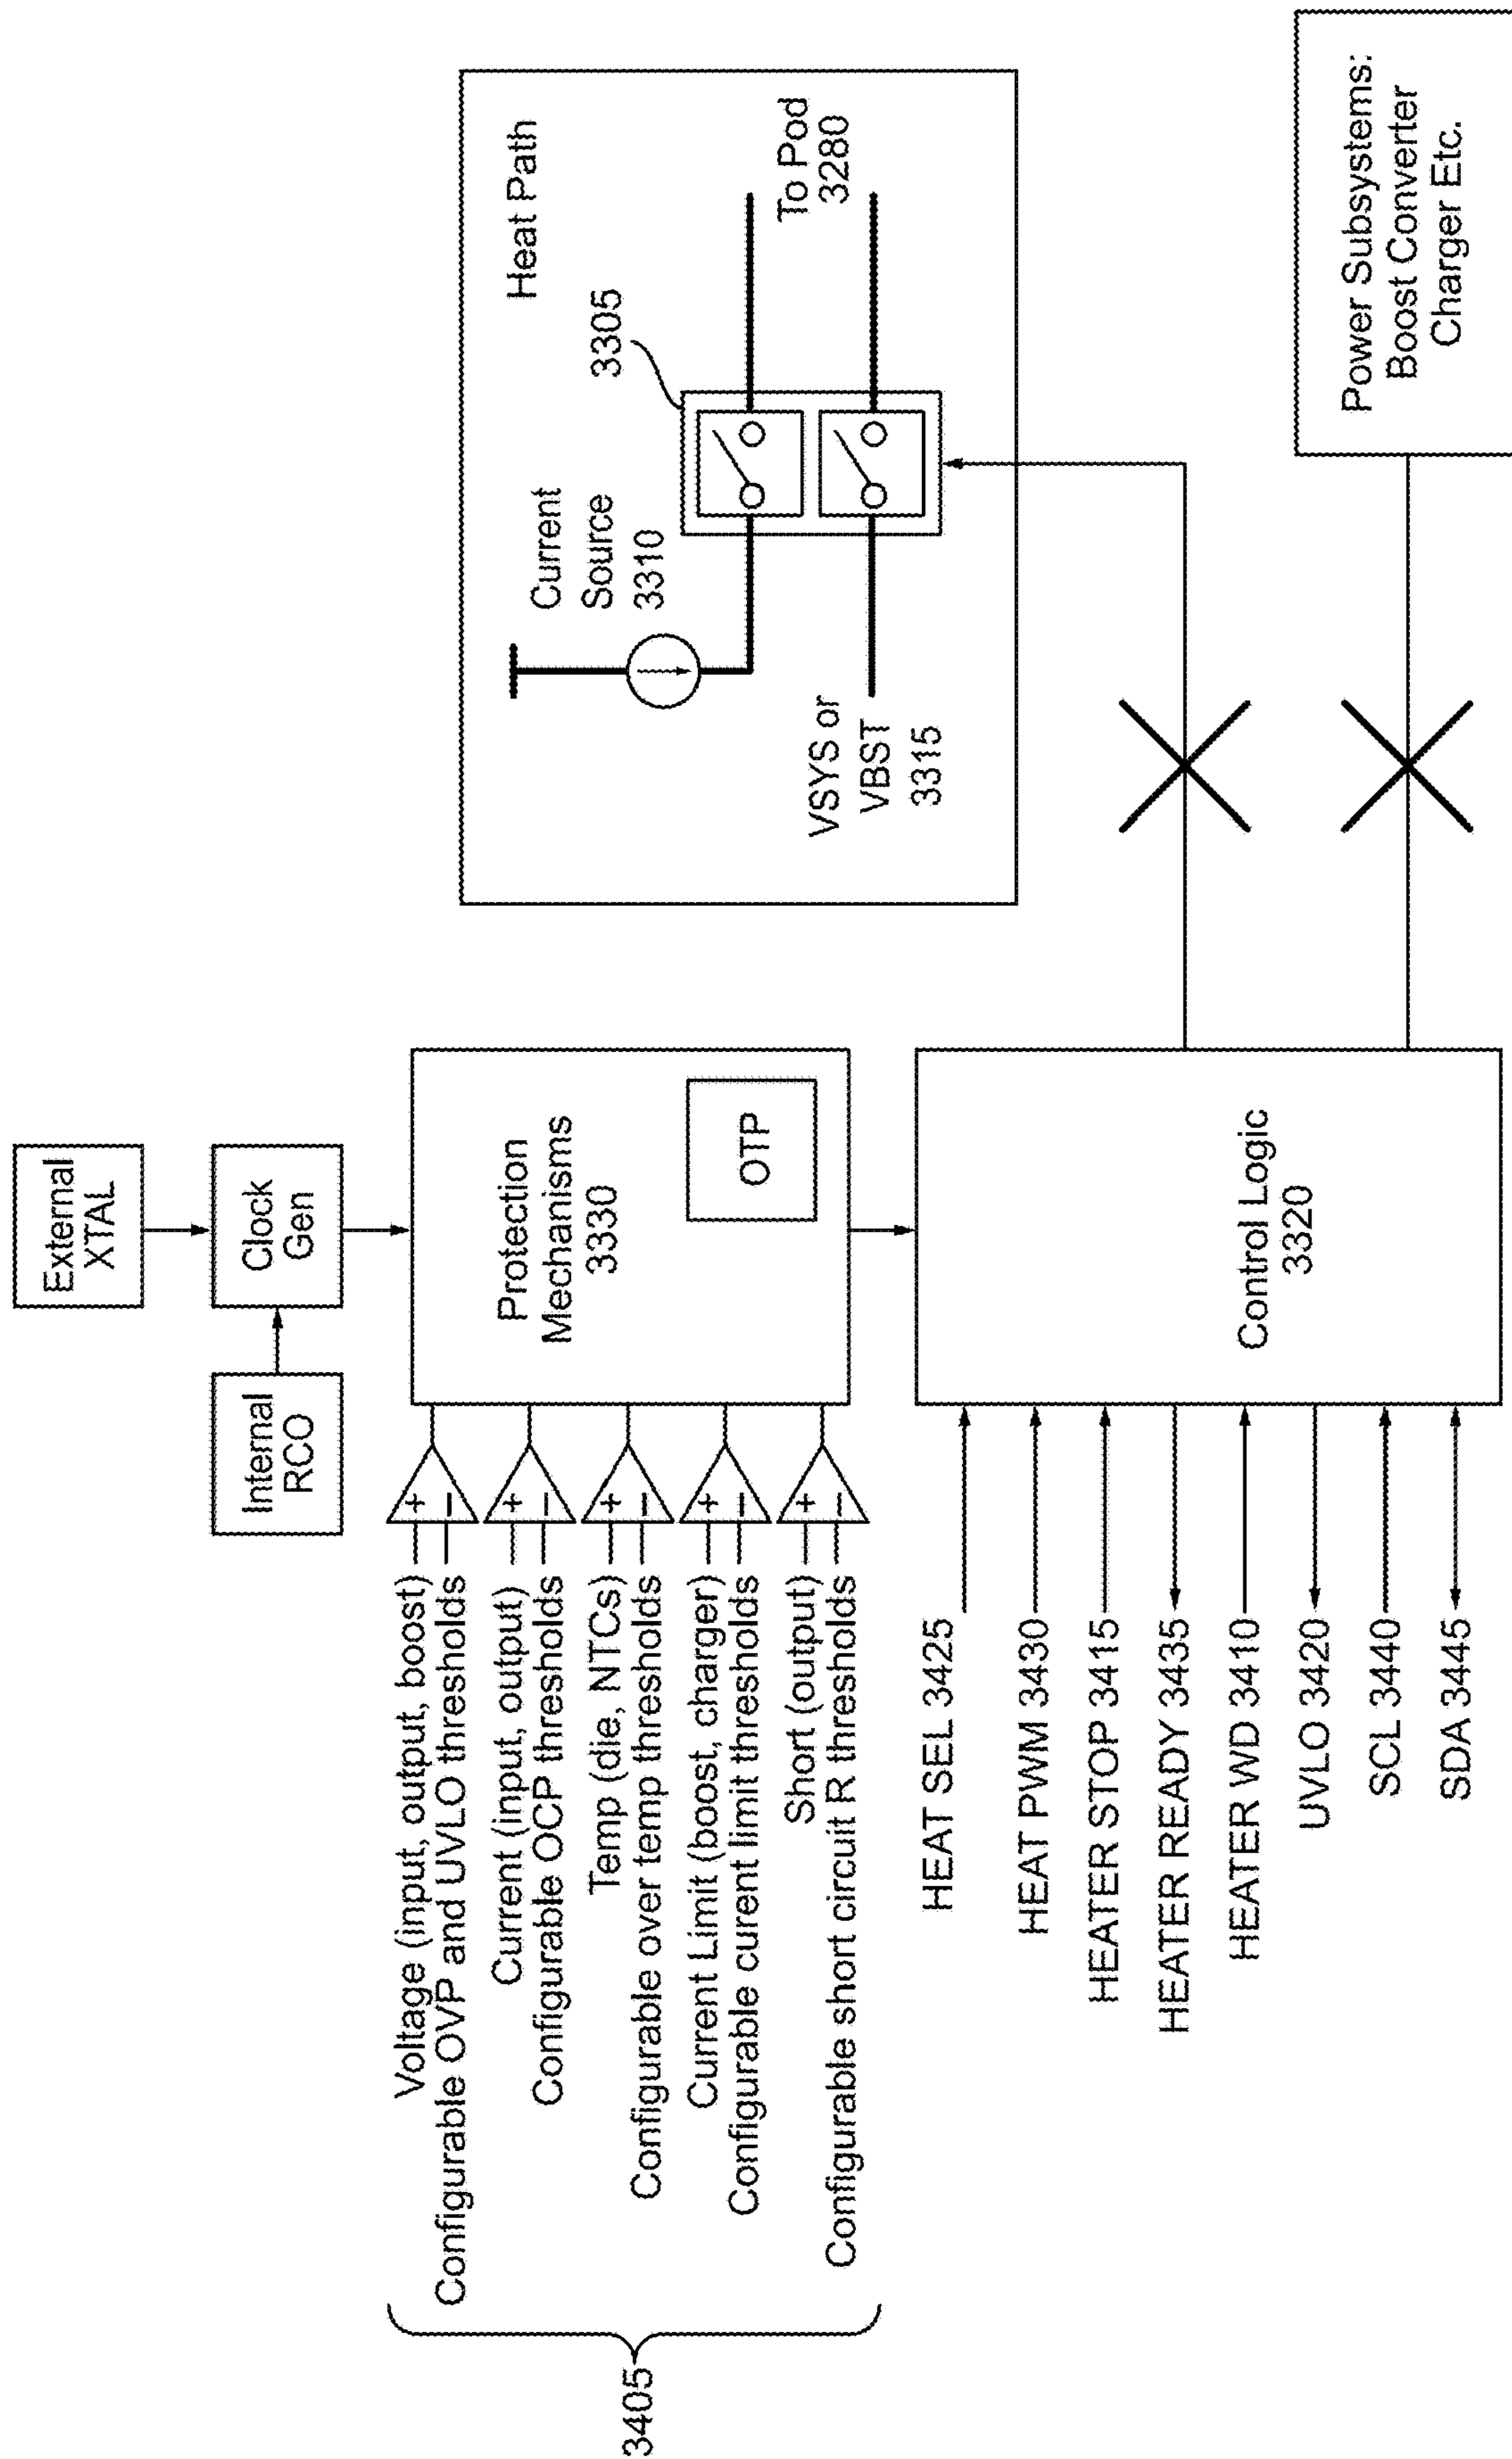 External
XTAL
Internal
RCO
Clock
Gen
Voltage (input, output, boost)
Configurable OVP and UVLO thresholds
Current (input, output)
Configurable OCP thresholds
Temp (die, NTCs)
Configurable over temp thresholds
Current Limit (boost, charger)
Configurable curent limit thresholds
Short (output)
Configurable short circuit R thresholds
3405
+
−
+
−
+
−
+
−
+
−
Protection
Mechanisms
3330
OTP
Heat Path
Current
Source
3310
3305
To Pod
3280
VSYS or
VBST
3315
HEAT SEL 3425
HEAT PWM 3430
HEATER STOP 3415
HEATER READY 3435
HEATER WD 3410
UVLO 3420
SCL 3440
SDA 3445
Control Logic
3320
Power Subsystems:
Boost Converter
Charger Etc.